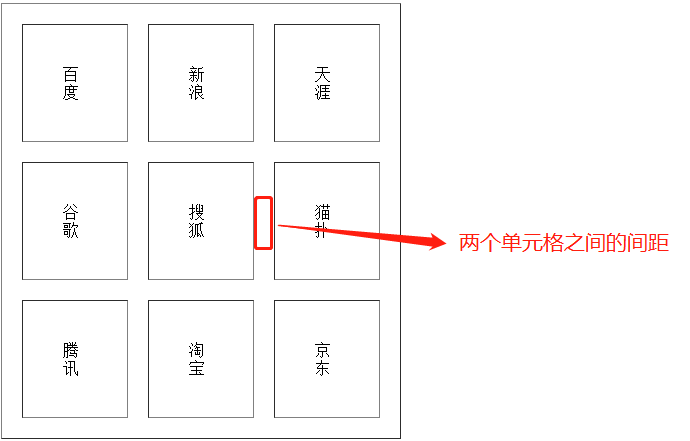 百
度
新
浪
天
涯
谷
歌
搜
狐
猫
扑
两个单元格之间的间距
腾
讯
淘
宝
京
东